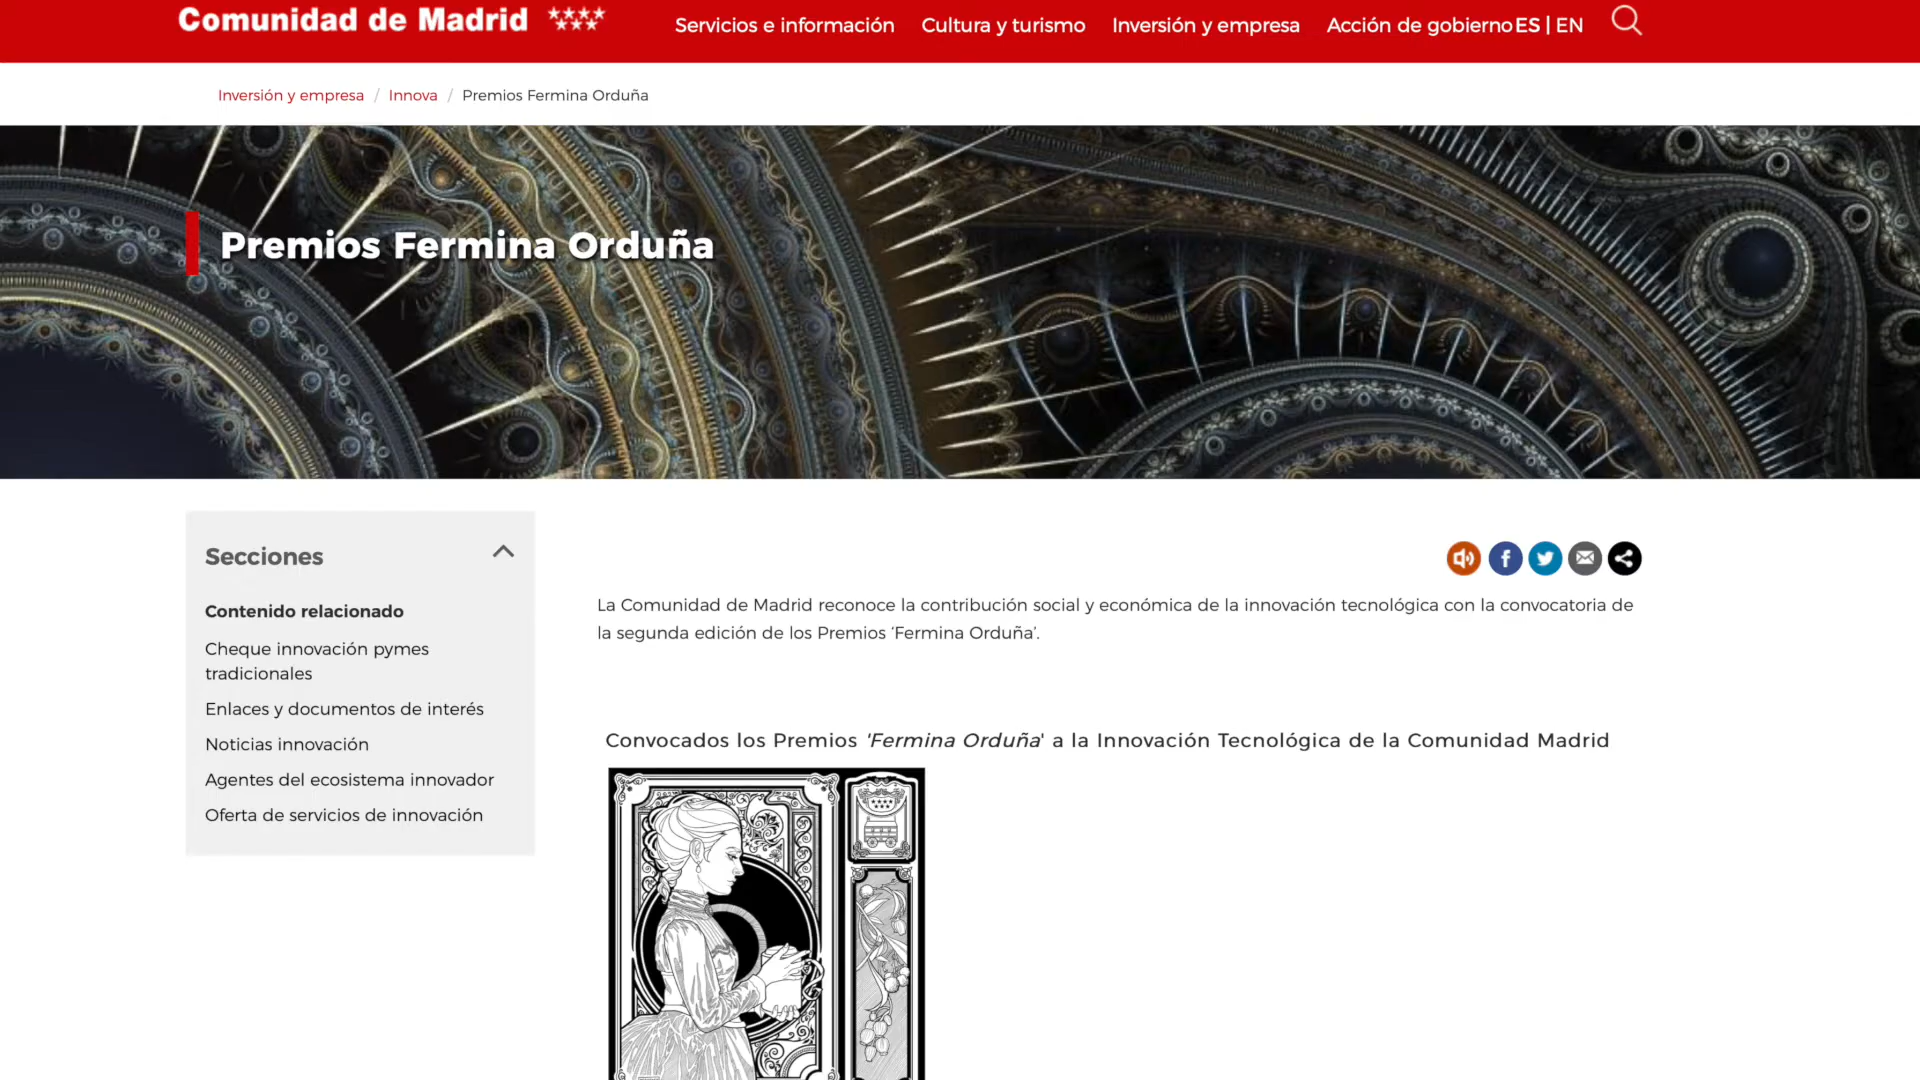 Comunidad de Madrid
Servicios e información
Cultura y turismo
Inversión y empresa
Acción de gobierno
ES | EN
Inversión y empresa / Innova / Premios Fermina Orduña
Premios Fermina Orduña
Secciones
Contenido relacionado
Cheque innovación pymes
tradicionales
Enlaces y documentos de interés
Noticias innovación
Agentes del ecosistema innovador
Oferta de servicios de innovación
La Comunidad de Madrid reconoce la contribución social y económica de la innovación tecnológica con la convocatoria de
la segunda edición de los Premios ‘Fermina Orduña’.
Convocados los Premios 'Fermina Orduña' a la Innovación Tecnológica de la Comunidad Madrid